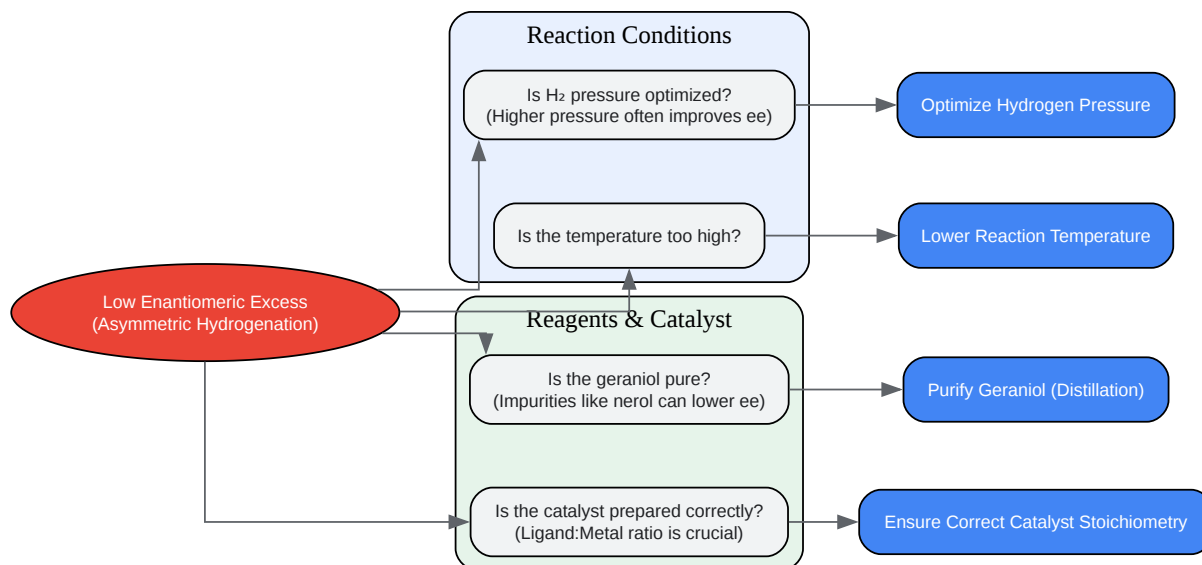 Reaction Conditions
Is H₂ pressure optimized?
(Higher pressure often improves ee)
Optimize Hydrogen Pressure
Is the temperature too high?
Lower Reaction Temperature
Low Enantiomeric Excess
(Asymmetric Hydrogenation)
Reagents & Catalyst
Is the geraniol pure?
(Impurities like nerol can lower ee)
Purify Geraniol (Distillation)
Is the catalyst prepared correctly?
(Ligand:Metal ratio is crucial)
Ensure Correct Catalyst Stoichiometry